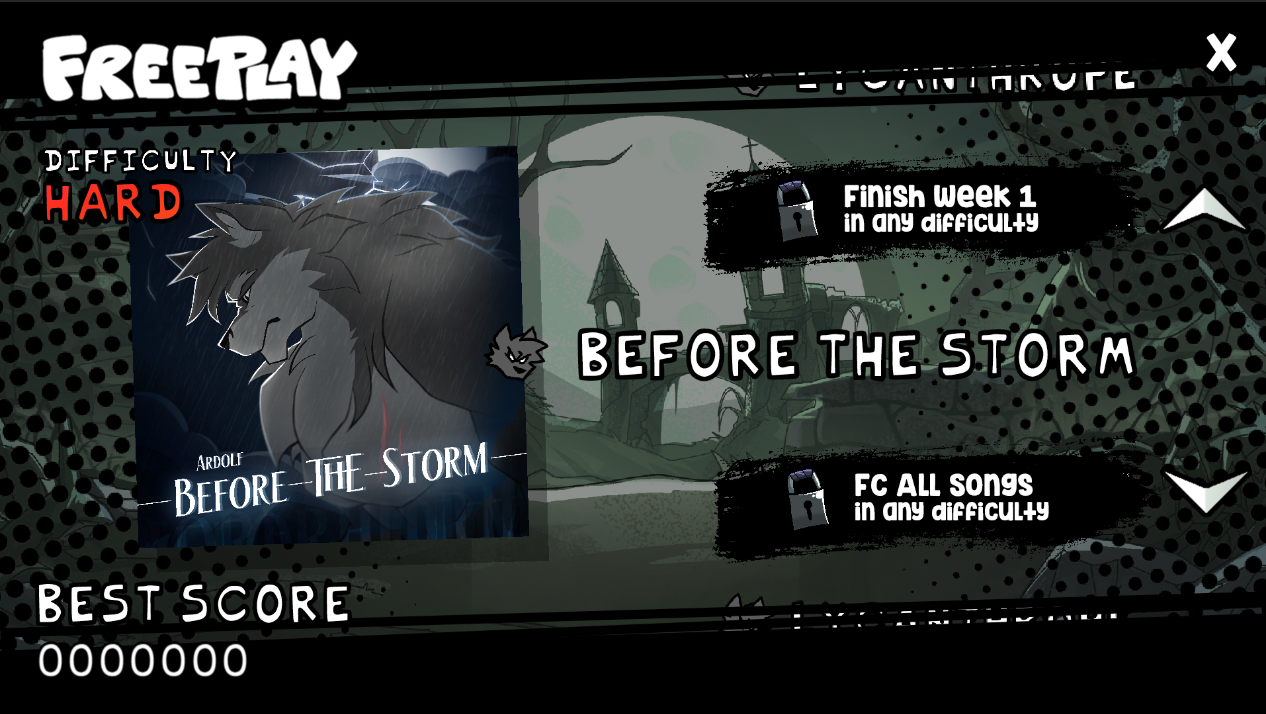 FREEPLAY
X
LYCANTHROPE
DIFFICULTY
HARD
Finish Week 1
in any difficulty
BEFORE THE STORM
ARDOLF
BEFORE THE STORM
FC ALL SONGS
in any difficulty
BEST SCORE
0000000